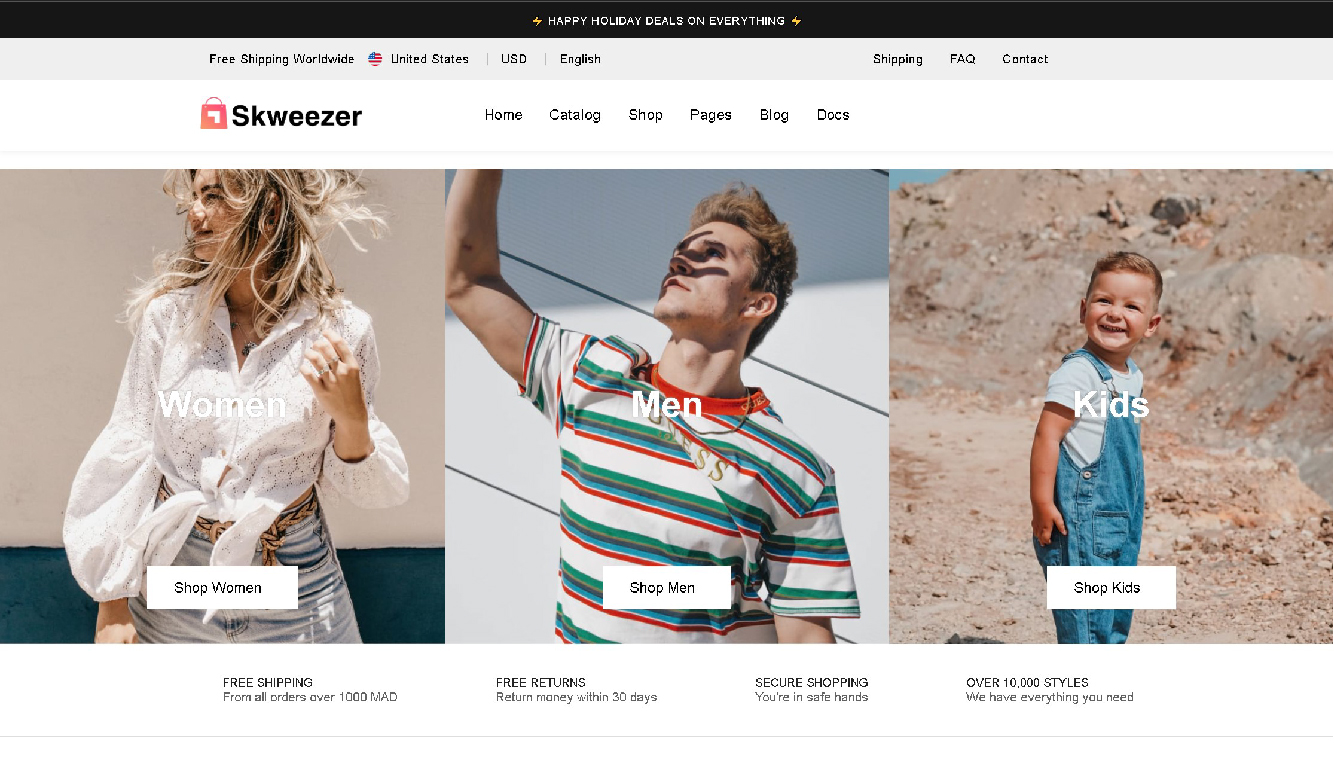 ⚡ HAPPY HOLIDAY DEALS ON EVERYTHING ⚡
Free Shipping Worldwide United States USD English Shipping FAQ Contact
Skweezer Home Catalog Shop Pages Blog Docs
Women Men Kids
GUESS
Shop Women Shop Men Shop Kids
FREE SHIPPING FREE RETURNS SECURE SHOPPING OVER 10,000 STYLES
From all orders over 1000 MAD Return money within 30 days You're in safe hands We have everything you need